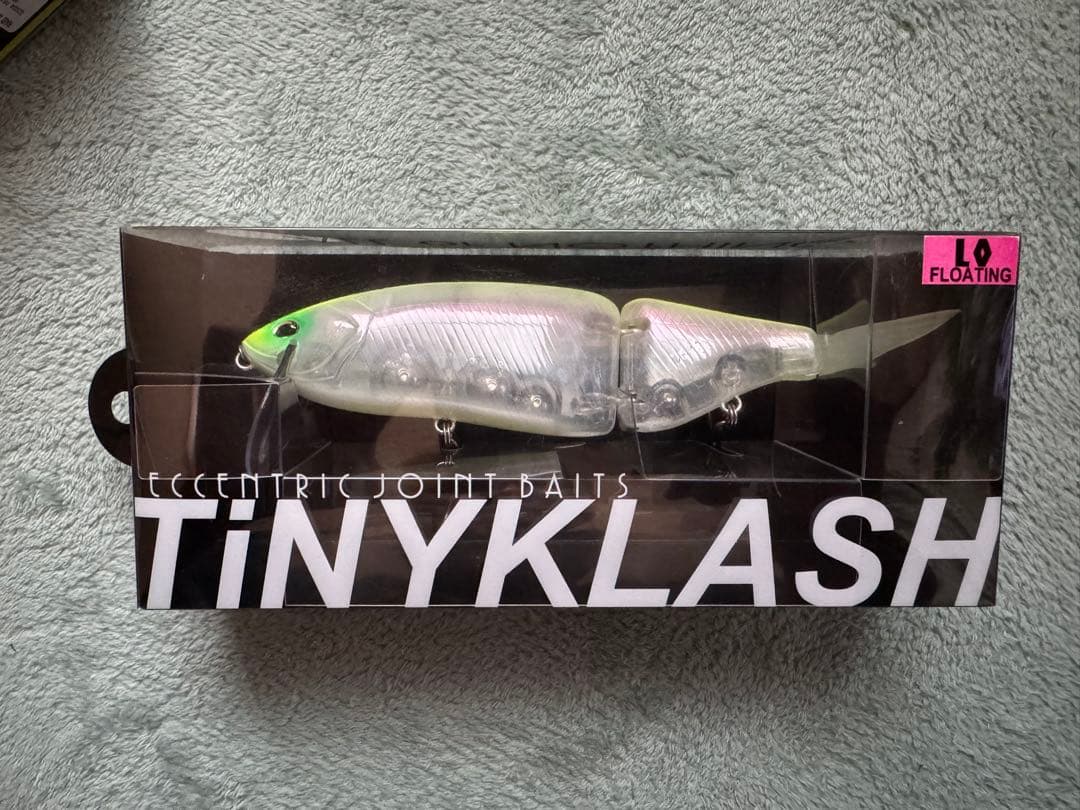 LO
FLOATING
ECCENTRIC JOINT BAITS
TiNYKLASH